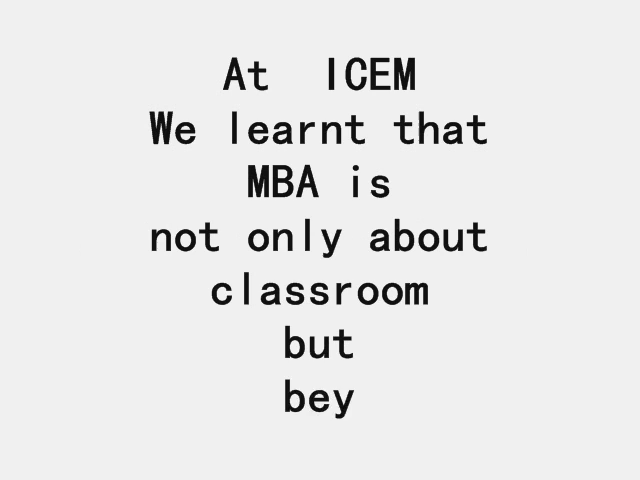 At  ICEM
We learnt that
MBA is
not only about
classroom
but
bey